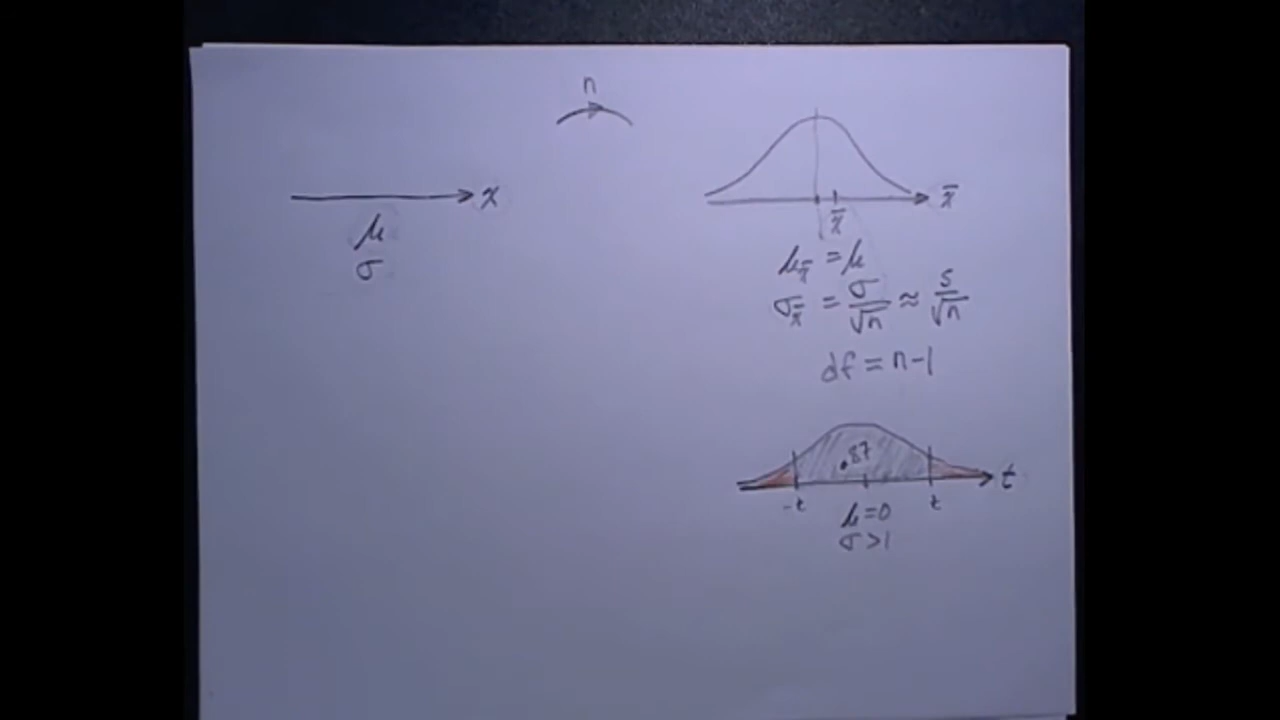 n
x
μ
σ
x̄
x̄
μx̄ = μ
σx̄ = σ/√n ≈ s/√n
df = n-1
.87
t
-t
t
μ=0
σ>1